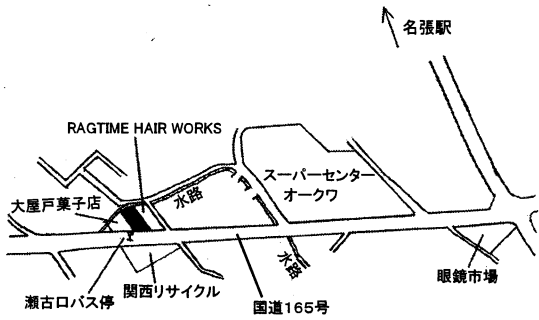 名張駅
RAGTIME HAIR WORKS
スーパーセンター
オークワ
大屋戸菓子店
水路
水路
瀬古口バス停
関西リサイクル
国道165号
眼鏡市場